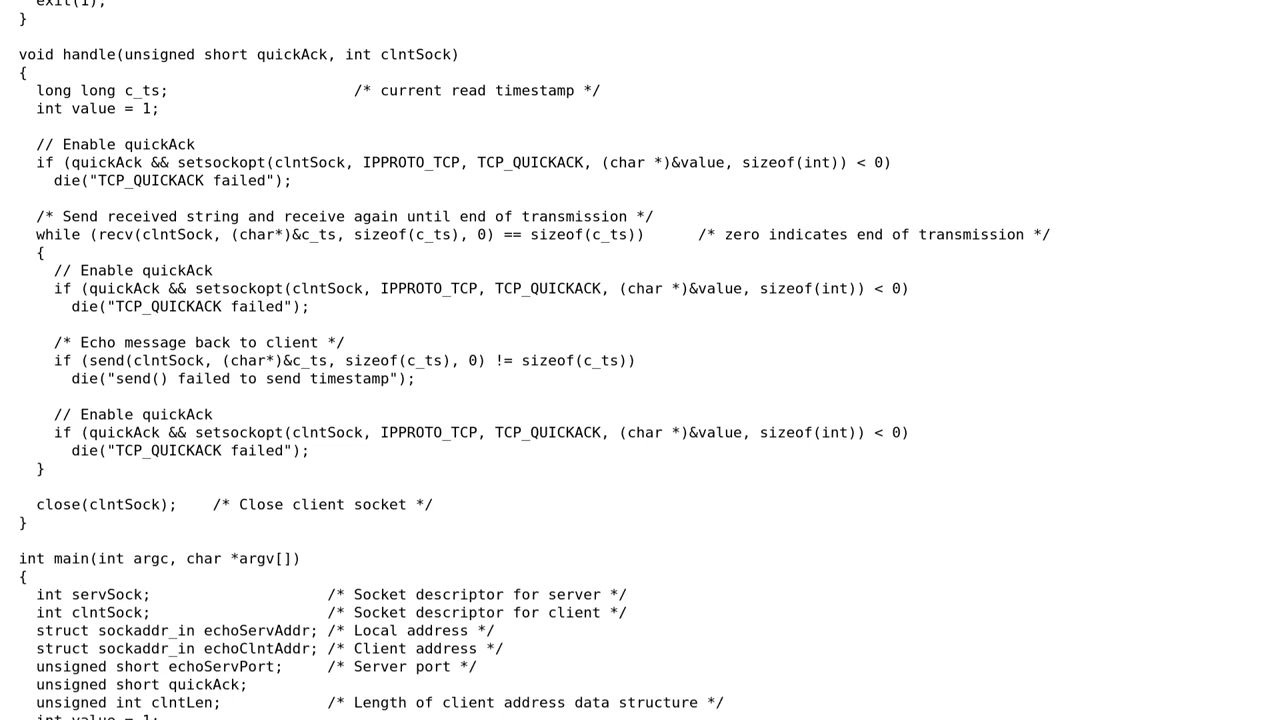 exit(1);
}

void handle(unsigned short quickAck, int clntSock)
{
  long long c_ts;                     /* current read timestamp */
  int value = 1;

  // Enable quickAck
  if (quickAck && setsockopt(clntSock, IPPROTO_TCP, TCP_QUICKACK, (char *)&value, sizeof(int)) < 0)
    die("TCP_QUICKACK failed");

  /* Send received string and receive again until end of transmission */
  while (recv(clntSock, (char*)&c_ts, sizeof(c_ts), 0) == sizeof(c_ts))      /* zero indicates end of transmission */
  {
    // Enable quickAck
    if (quickAck && setsockopt(clntSock, IPPROTO_TCP, TCP_QUICKACK, (char *)&value, sizeof(int)) < 0)
      die("TCP_QUICKACK failed");

    /* Echo message back to client */
    if (send(clntSock, (char*)&c_ts, sizeof(c_ts), 0) != sizeof(c_ts))
      die("send() failed to send timestamp");

    // Enable quickAck
    if (quickAck && setsockopt(clntSock, IPPROTO_TCP, TCP_QUICKACK, (char *)&value, sizeof(int)) < 0)
      die("TCP_QUICKACK failed");
  }

  close(clntSock);    /* Close client socket */
}

int main(int argc, char *argv[])
{
  int servSock;                    /* Socket descriptor for server */
  int clntSock;                    /* Socket descriptor for client */
  struct sockaddr_in echoServAddr; /* Local address */
  struct sockaddr_in echoClntAddr; /* Client address */
  unsigned short echoServPort;     /* Server port */
  unsigned short quickAck;
  unsigned int clntLen;            /* Length of client address data structure */
  int value = 1;